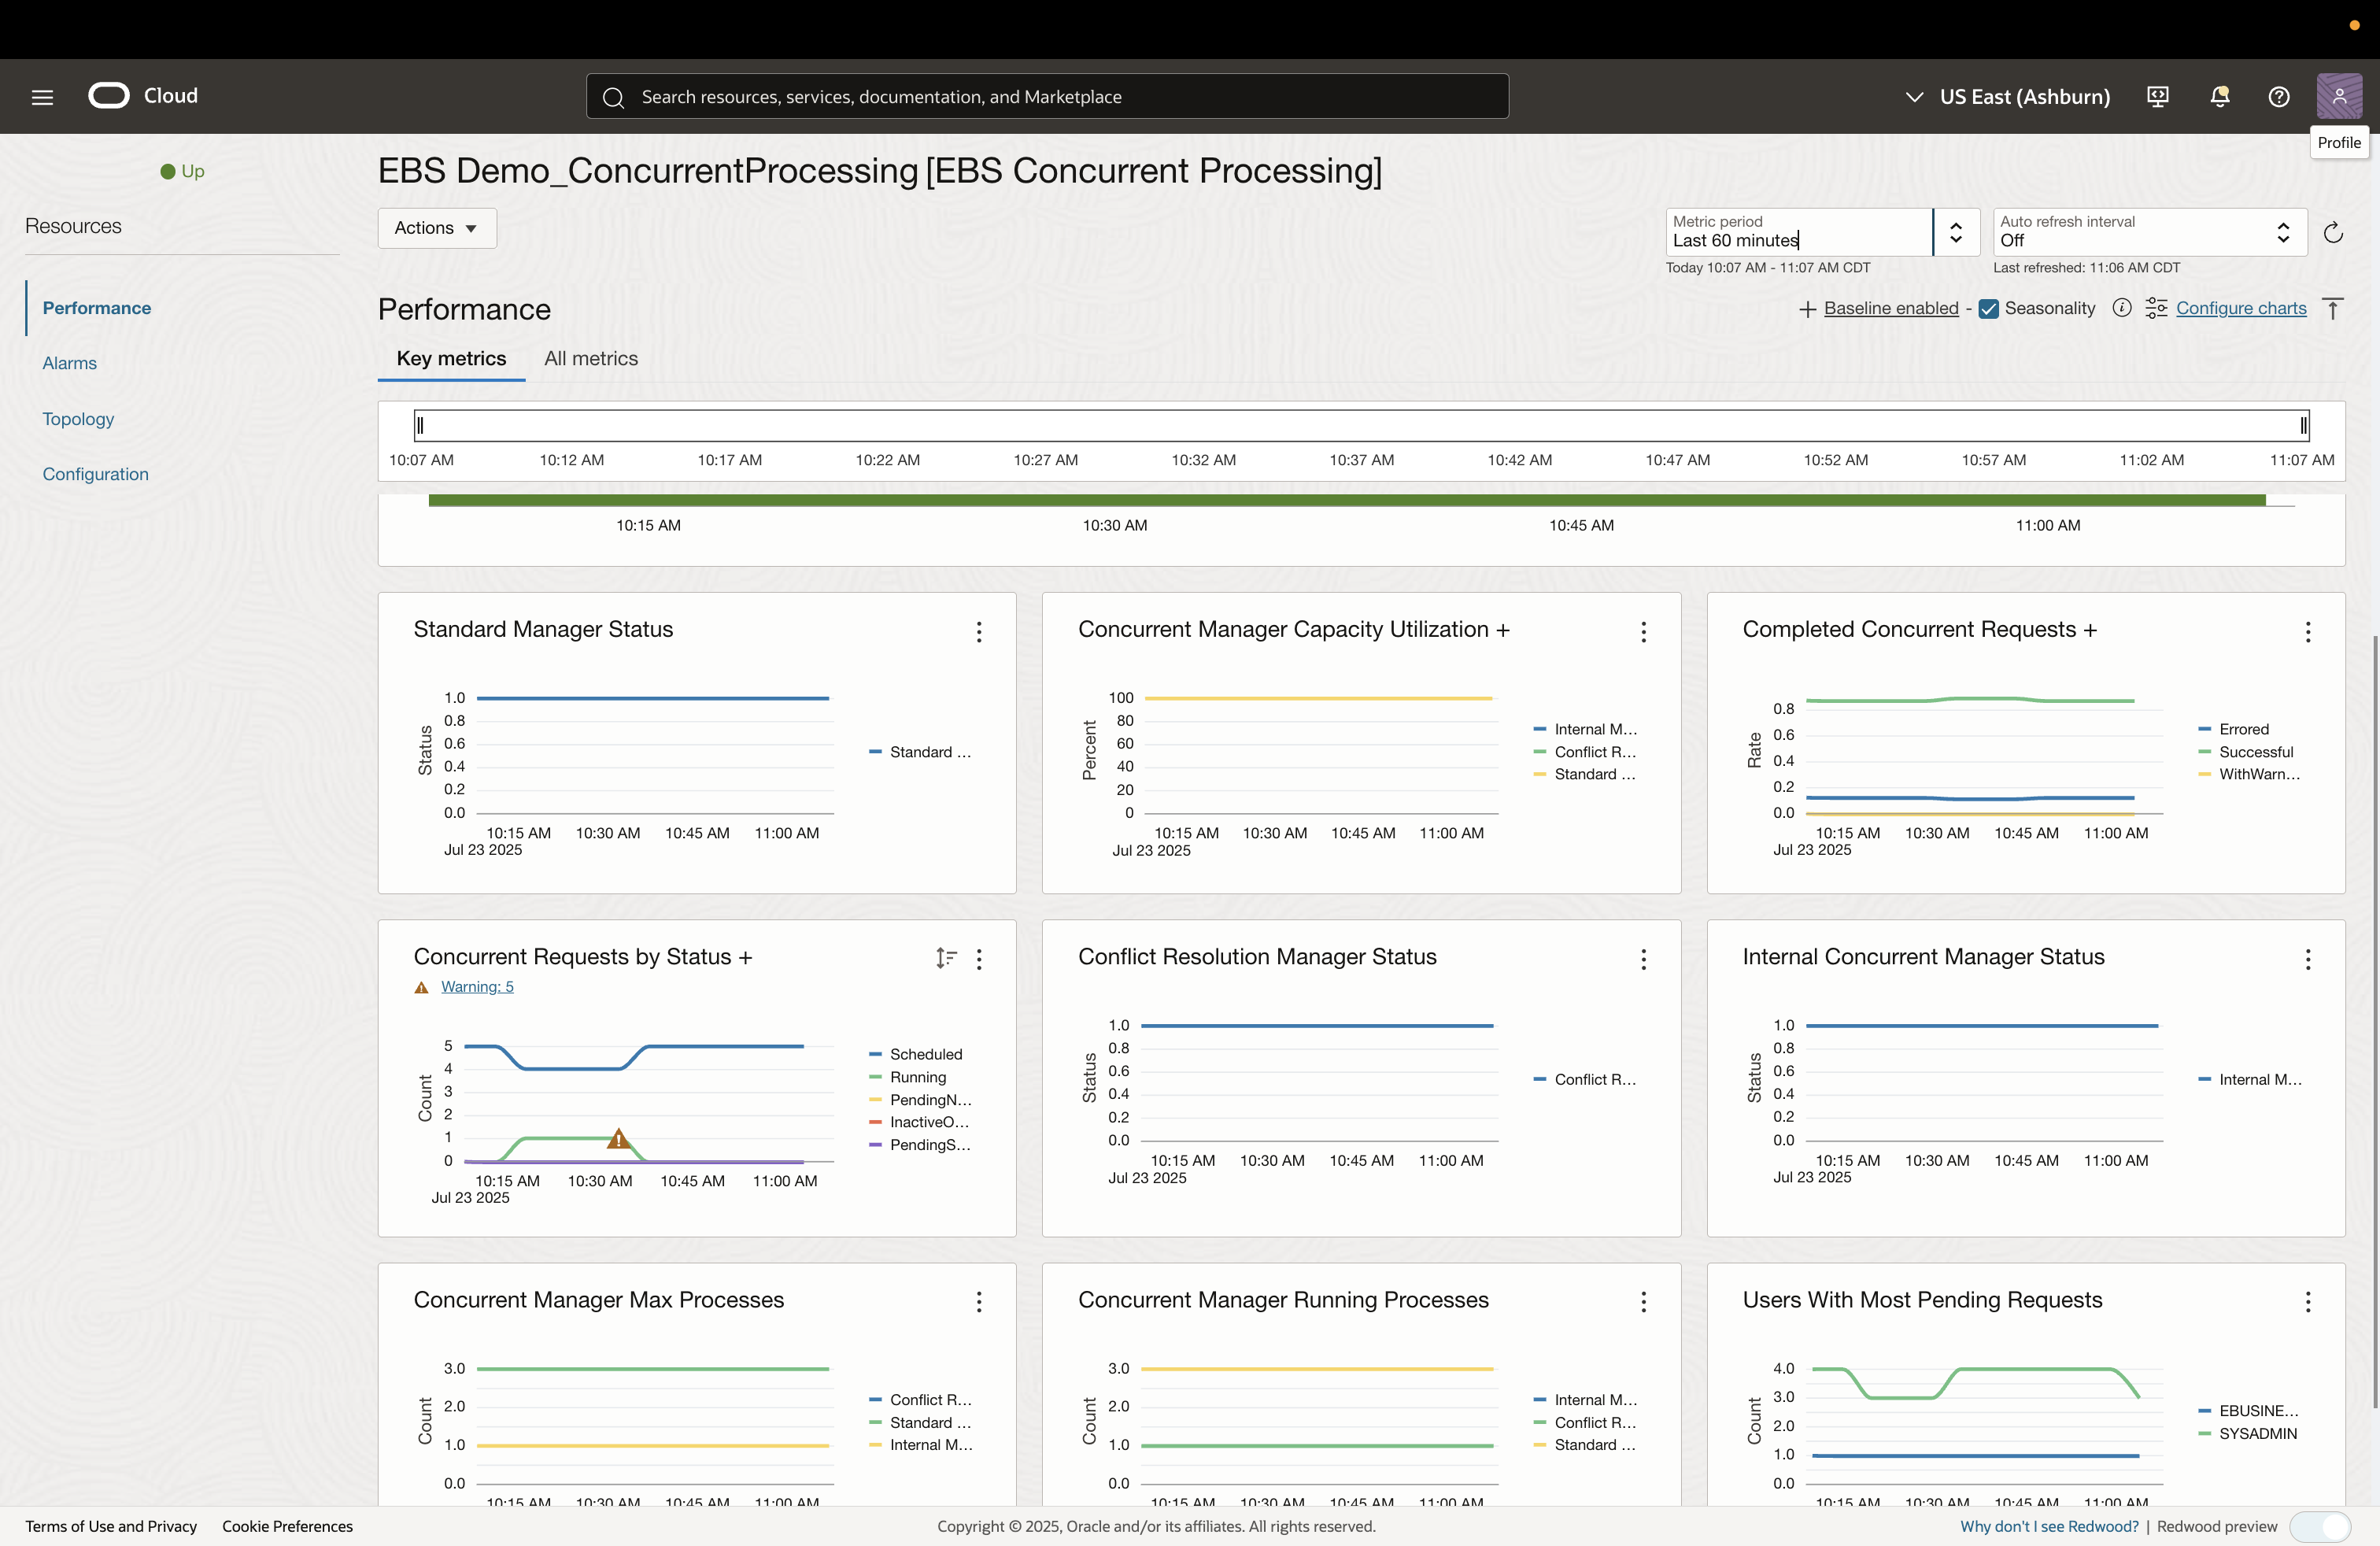 Cloud
Search resources, services, documentation, and Marketplace
US East (Ashburn)
Profile
Up
EBS Demo_ConcurrentProcessing [EBS Concurrent Processing]
Resources
Actions
Metric period
Last 60 minutes
Today 10:07 AM - 11:07 AM CDT
Auto refresh interval
Off
Last refreshed: 11:06 AM CDT
Performance
Alarms
Topology
Configuration
Performance
+ Baseline enabled - Seasonality
Configure charts
Key metrics
All metrics
10:07 AM 10:12 AM 10:17 AM 10:22 AM 10:27 AM 10:32 AM 10:37 AM 10:42 AM 10:47 AM 10:52 AM 10:57 AM 11:02 AM 11:07 AM
10:15 AM 10:30 AM 10:45 AM 11:00 AM
Standard Manager Status
Status
1.0
0.8
0.6
0.4
0.2
0.0
10:15 AM 10:30 AM 10:45 AM 11:00 AM
Jul 23 2025
Standard ...
Concurrent Manager Capacity Utilization +
Percent
100
80
60
40
20
0
10:15 AM 10:30 AM 10:45 AM 11:00 AM
Jul 23 2025
Internal M...
Conflict R...
Standard ...
Completed Concurrent Requests +
Rate
0.8
0.6
0.4
0.2
0.0
10:15 AM 10:30 AM 10:45 AM 11:00 AM
Jul 23 2025
Errored
Successful
WithWarn...
Concurrent Requests by Status +
Warning: 5
Count
5
4
3
2
1
0
10:15 AM 10:30 AM 10:45 AM 11:00 AM
Jul 23 2025
Scheduled
Running
PendingN...
InactiveO...
PendingS...
Conflict Resolution Manager Status
Status
1.0
0.8
0.6
0.4
0.2
0.0
10:15 AM 10:30 AM 10:45 AM 11:00 AM
Jul 23 2025
Conflict R...
Internal Concurrent Manager Status
Status
1.0
0.8
0.6
0.4
0.2
0.0
10:15 AM 10:30 AM 10:45 AM 11:00 AM
Jul 23 2025
Internal M...
Concurrent Manager Max Processes
Count
3.0
2.0
1.0
0.0
10:15 AM 10:30 AM 10:45 AM 11:00 AM
Conflict R...
Standard ...
Internal M...
Concurrent Manager Running Processes
Count
3.0
2.0
1.0
0.0
10:15 AM 10:30 AM 10:45 AM 11:00 AM
Internal M...
Conflict R...
Standard ...
Users With Most Pending Requests
Count
4.0
3.0
2.0
1.0
0.0
10:15 AM 10:30 AM 10:45 AM 11:00 AM
EBUSINE...
SYSADMIN
Terms of Use and Privacy
Cookie Preferences
Copyright © 2025, Oracle and/or its affiliates. All rights reserved.
Why don't I see Redwood? | Redwood preview